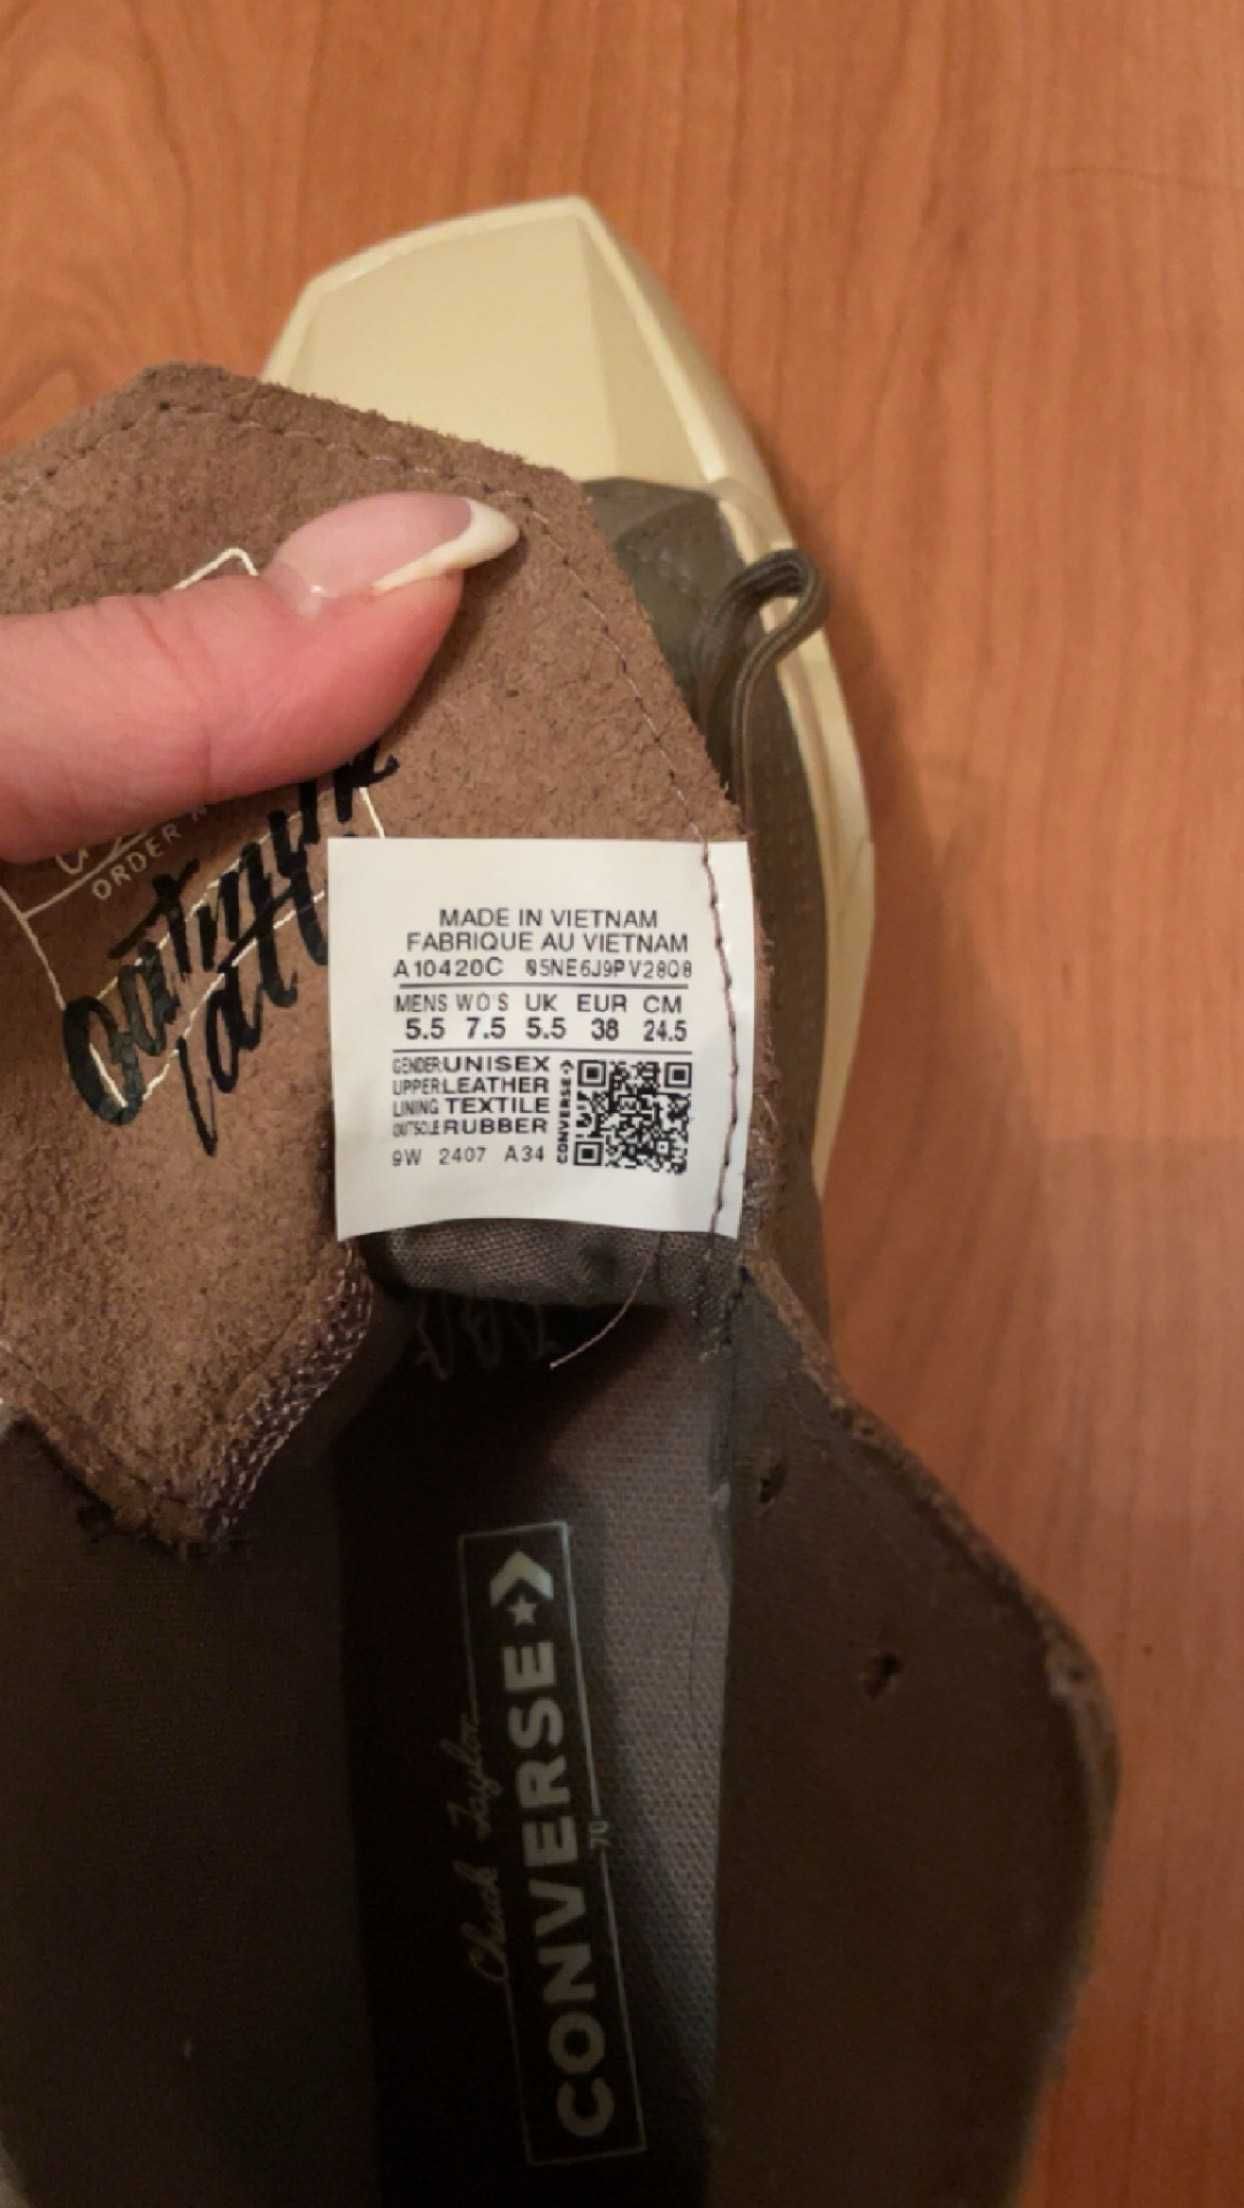 ORDER
MADE IN VIETNAM
FABRIQUE AU VIETNAM
A10420C 05NE6J9PV28Q8
MENS WO'S UK EUR CM
5.5 7.5 5.5 38 24.5
GENDER UNISEX
UPPER LEATHER
LINING TEXTILE
OUTSOLE RUBBER
CONVERSE
9W 2407 A34
Chuck Taylor
CONVERSE
70